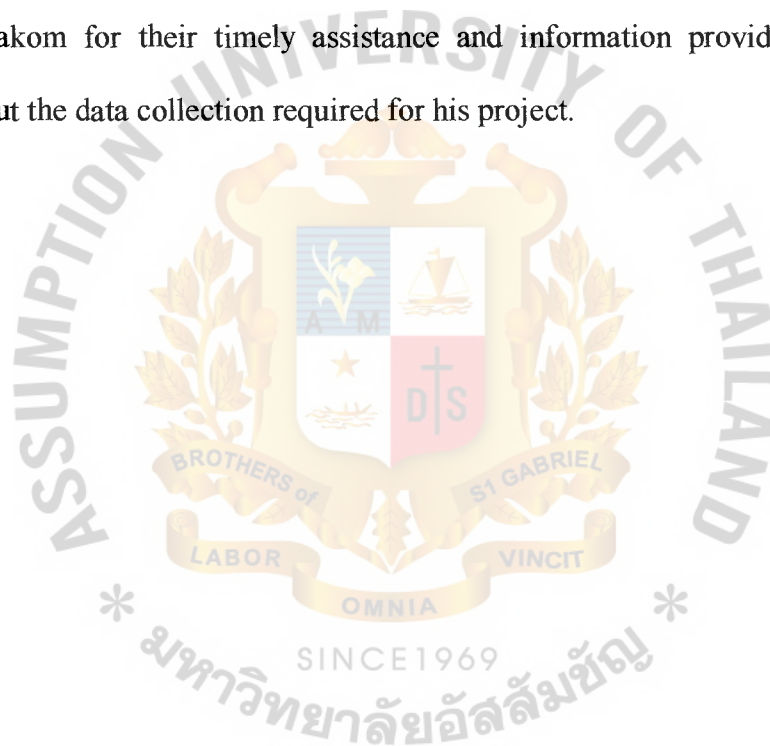 akom for their timely assistance and information provid
ut the data collection required for his project.
ASSUMPTION UNIVERSITY OF THAILAND
A M
D S
BROTHERS of S1 GABRIEL
LABOR OMNIA VINCIT
SINCE1969
* มหาวิทยาลัยอัสสัมชัญ *